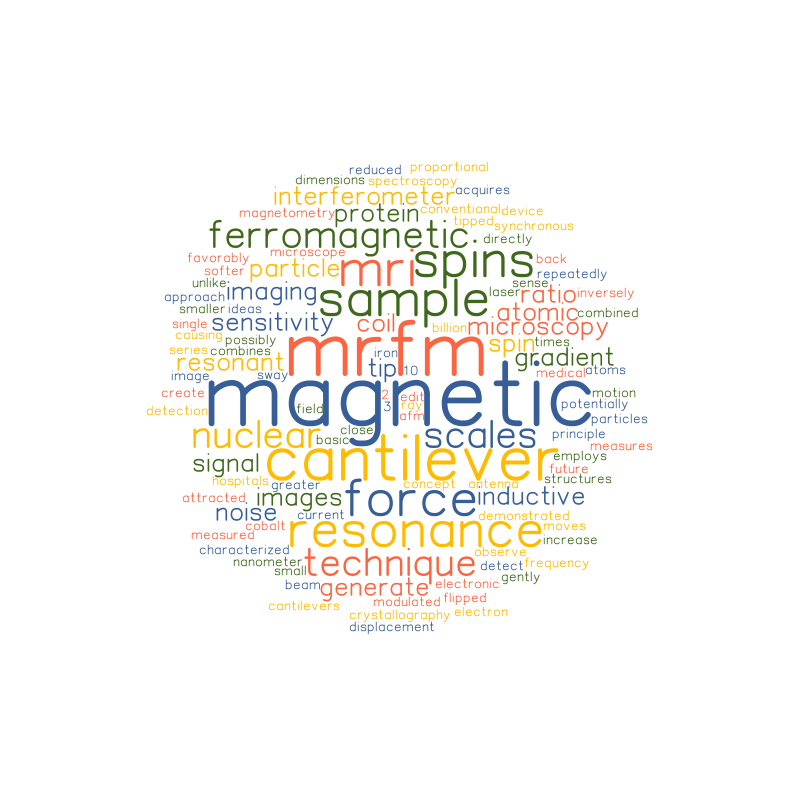 reduced proportional
dimensions spectroscopy
interferometer acquires
magnetometry protein conventional device
tipped synchronous
ferromagnetic. directly
favorably microscope mri spins back
softer particle repeatedly
unlike imaging sample laser sense ratio inversely
approach
smaller ideas atomic combined
single sensitivity coil billion microscopy
causing mrfm spin times
series possibly combines iron gradient
resonant tip 10 medical atoms
image sway
create magnetic 2 edit motion
detection field 3 ray potentially
afm particles
nuclear close scales principle
basic measures
signal cantilever employs
future
hospitals greater concept antenna structures
attracted images force inductive
noise current demonstrated
cobalt resonance moves
measured increase
characterized technique observe
nanometer detect frequency
small gently
beam generate electronic
cantilevers modulated flipped
crystallography electron
displacement